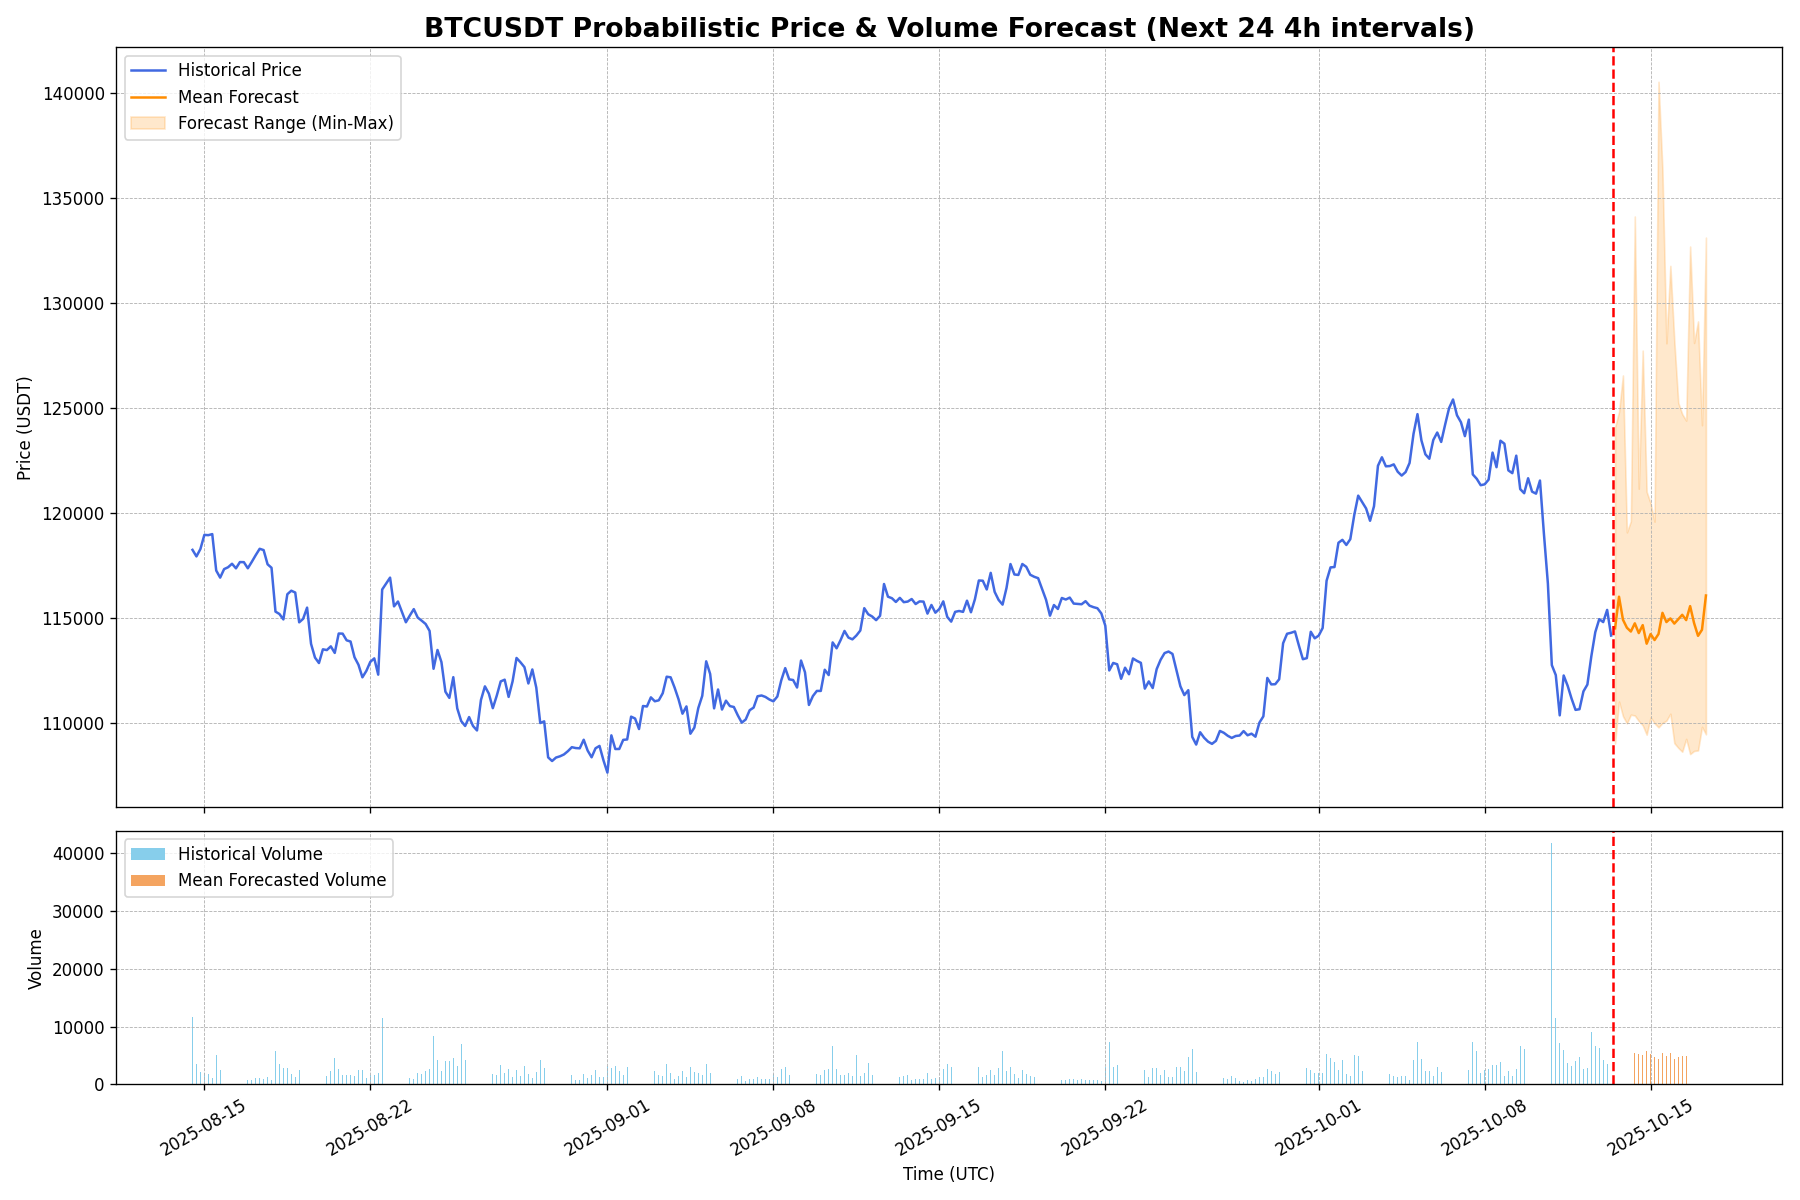 BTCUSDT Probabilistic Price & Volume Forecast (Next 24 4h intervals)
Historical Price
Mean Forecast
Forecast Range (Min-Max)
Price (USDT)
140000
135000
130000
125000
120000
115000
110000
Historical Volume
Mean Forecasted Volume
Volume
40000
30000
20000
10000
0
2025-08-15
2025-08-22
2025-09-01
2025-09-08
2025-09-15
2025-09-22
2025-10-01
2025-10-08
2025-10-15
Time (UTC)